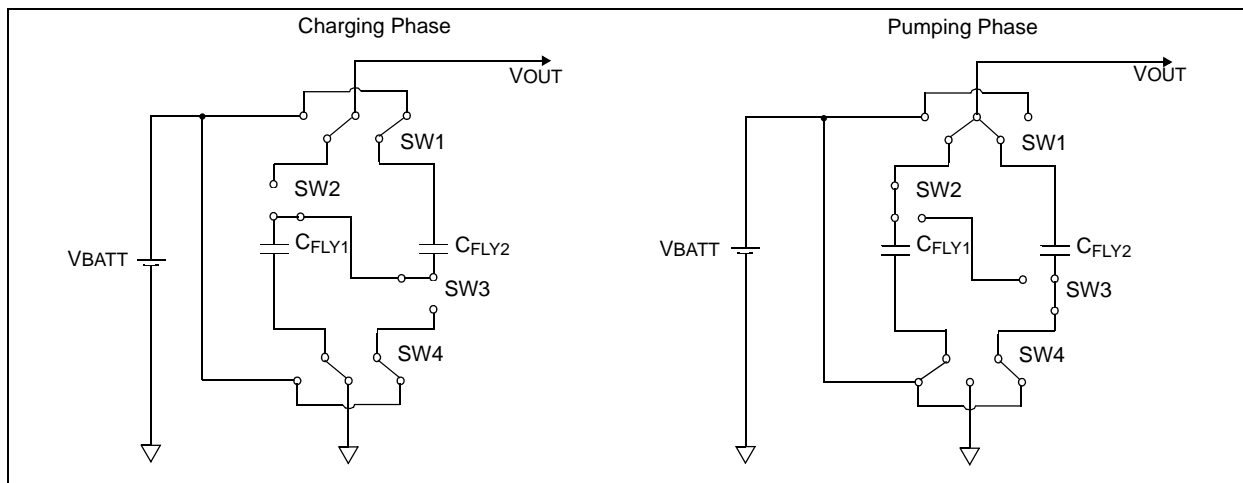 Charging Phase
VOUT
SW1
SW2
CFLY1
CFLY2
VBATT
SW3
SW4
Pumping Phase
VOUT
SW1
SW2
CFLY1
CFLY2
VBATT
SW3
SW4